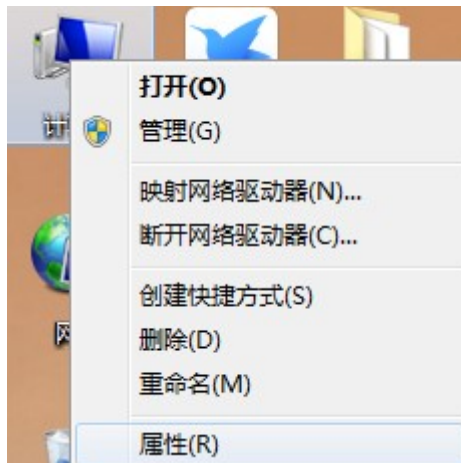 计
打开(O)
管理(G)
映射网络驱动器(N)...
断开网络驱动器(C)...
创建快捷方式(S)
删除(D)
重命名(M)
属性(R)